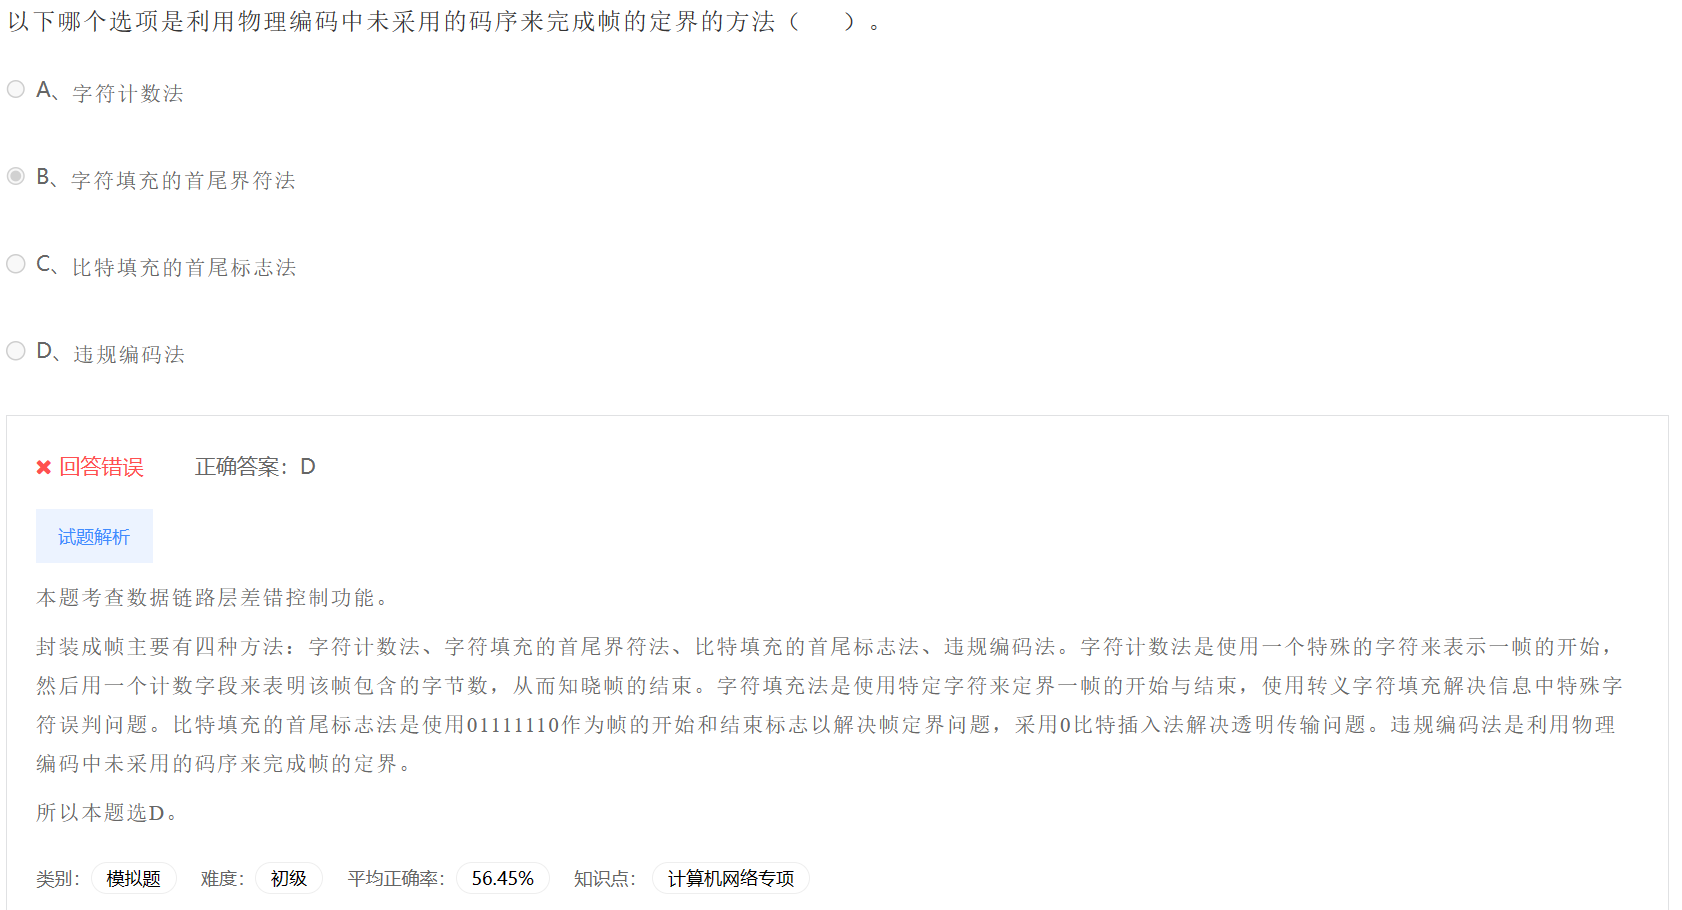 以下哪个选项是利用物理编码中未采用的码序来完成帧的定界的方法（　　）。
A、字符计数法
B、字符填充的首尾界符法
C、比特填充的首尾标志法
D、违规编码法
回答错误 正确答案：D
试题解析
本题考查数据链路层差错控制功能。
封装成帧主要有四种方法：字符计数法、字符填充的首尾界符法、比特填充的首尾标志法、违规编码法。字符计数法是使用一个特殊的字符来表示一帧的开始，
然后用一个计数字段来表明该帧包含的字节数，从而知晓帧的结束。字符填充法是使用特定字符来定界一帧的开始与结束，使用转义字符填充解决信息中特殊字
符误判问题。比特填充的首尾标志法是使用01111110作为帧的开始和结束标志以解决帧定界问题，采用0比特插入法解决透明传输问题。违规编码法是利用物理
编码中未采用的码序来完成帧的定界。
所以本题选D。
类别： 模拟题 难度： 初级 平均正确率： 56.45% 知识点： 计算机网络专项